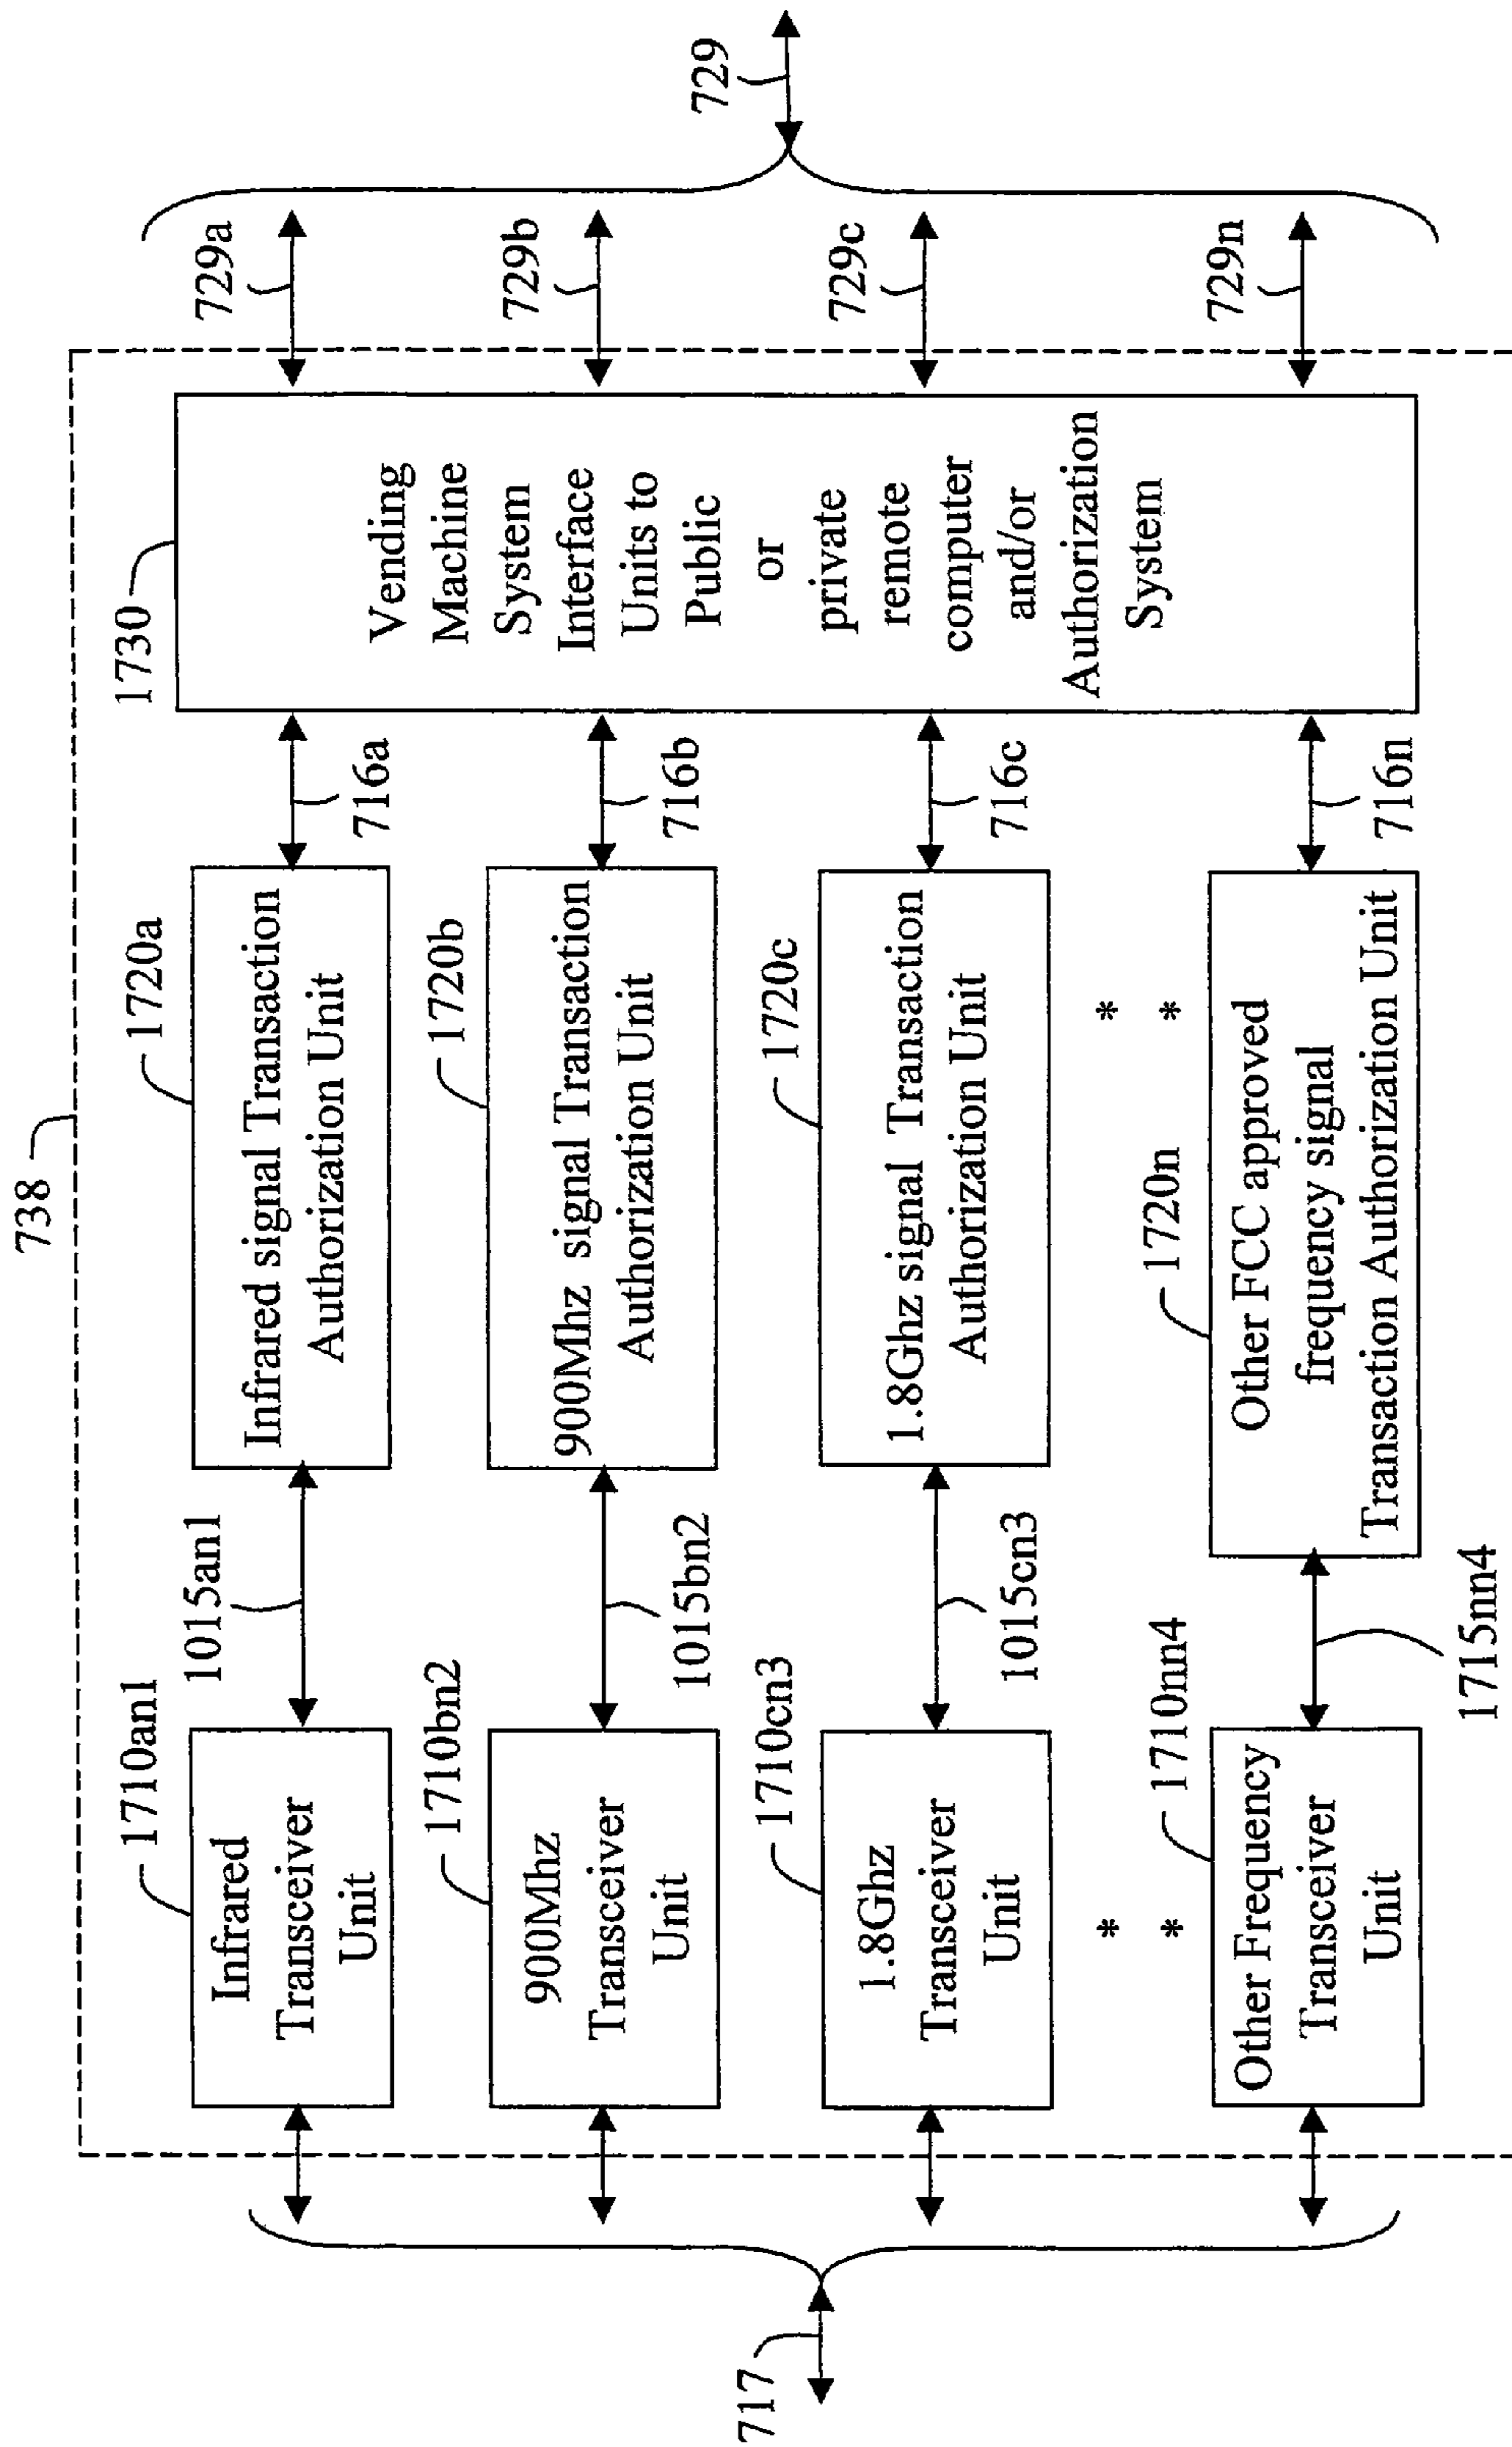 738
1710an1
Infrared
Transceiver
Unit
1015an1
1720a
Infrared signal Transaction
Authorization Unit
716a
729a
1710bn2
900Mhz
Transceiver
Unit
1015bn2
1720b
900Mhz signal Transaction
Authorization Unit
716b
729b
1710cn3
1.8Ghz
Transceiver
Unit
1015cn3
1720c
1.8Ghz signal Transaction
Authorization Unit
716c
729c
* *
* *
1710nn4
Other Frequency
Transceiver
Unit
1715nn4
1720n
Other FCC approved
frequency signal
Transaction Authorization Unit
716n
729n
1730
Vending
Machine
System
Interface
Units to
Public
or
private
remote
computer
and/or
Authorization
System
717
729